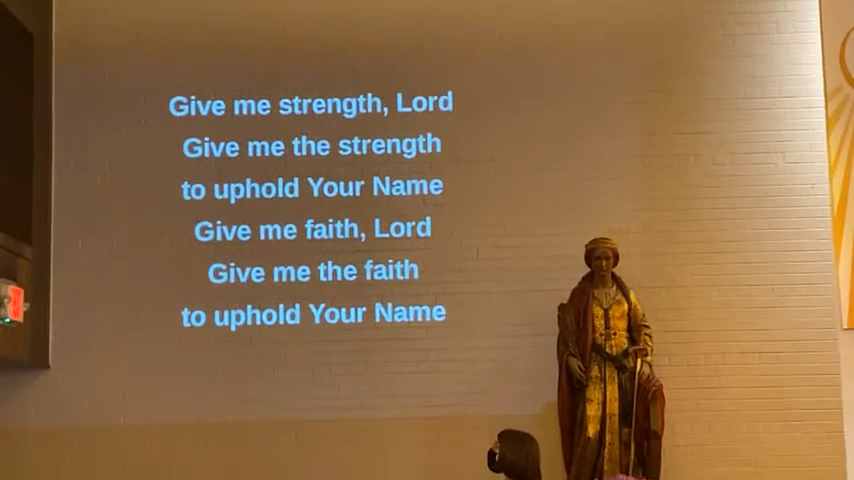 Give me strength, Lord
Give me the strength
to uphold Your Name
Give me faith, Lord
Give me the faith
to uphold Your Name